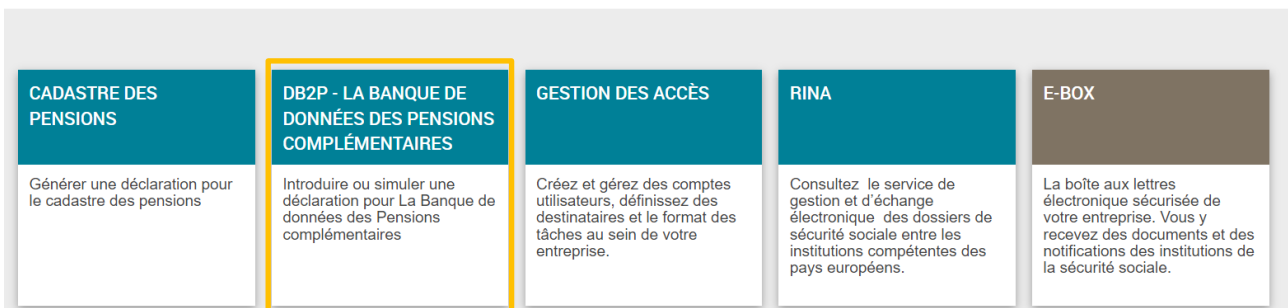 CADASTRE DES
PENSIONS
Générer une déclaration pour
le cadastre des pensions
DB2P - LA BANQUE DE
DONNÉES DES PENSIONS
COMPLÉMENTAIRES
Introduire ou simuler une
déclaration pour La Banque de
données des Pensions
complémentaires
GESTION DES ACCÈS
Créez et gérez des comptes
utilisateurs, définissez des
destinataires et le format des
tâches au sein de votre
entreprise.
RINA
Consultez le service de
gestion et d'échange
électronique des dossiers de
sécurité sociale entre les
institutions compétentes des
pays européens.
E-BOX
La boîte aux lettres
électronique sécurisée de
votre entreprise. Vous y
recevez des documents et des
notifications des institutions de
la sécurité sociale.